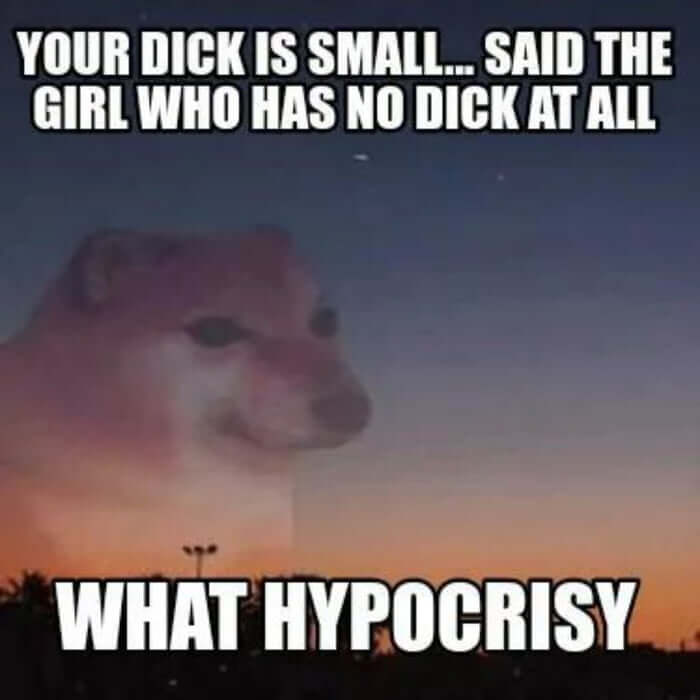 YOUR DICK IS SMALL... SAID THE
GIRL WHO HAS NO DICK AT ALL
WHAT HYPOCRISY